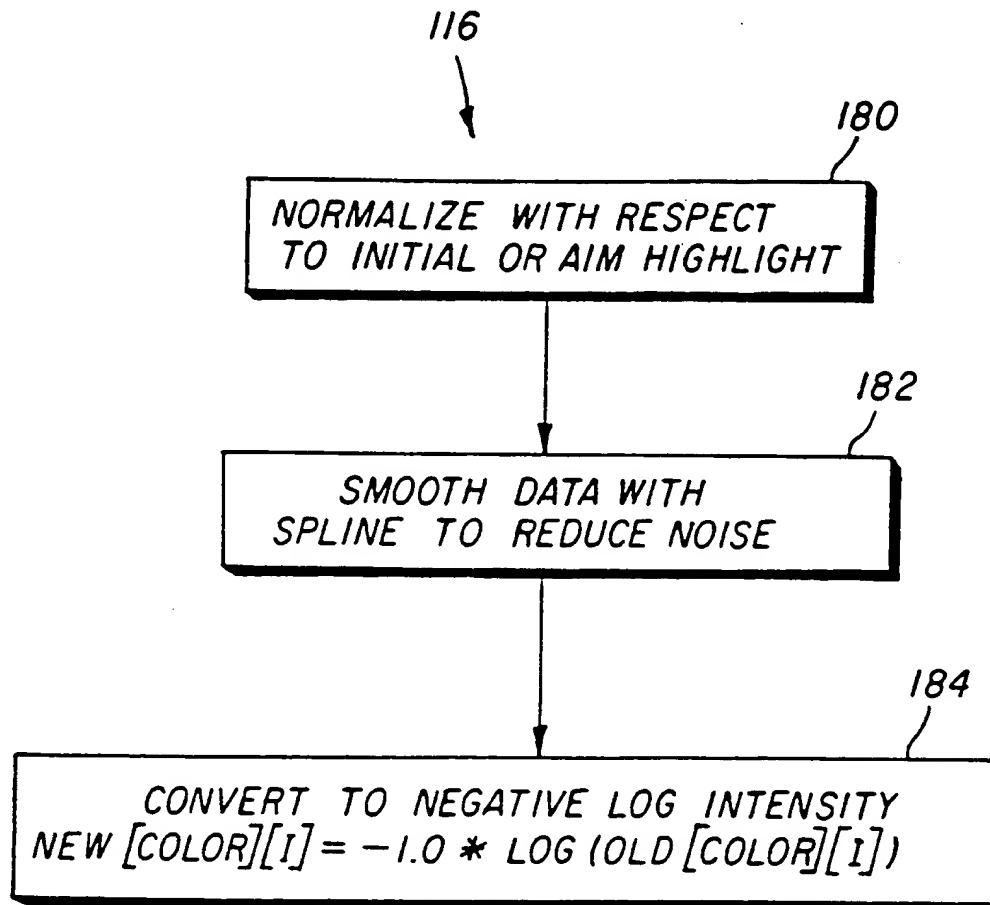 116
180
NORMALIZE WITH RESPECT
TO INITIAL OR AIM HIGHLIGHT
182
SMOOTH DATA WITH
SPLINE TO REDUCE NOISE
184
CONVERT TO NEGATIVE LOG INTENSITY
NEW [COLOR][I] = -1.0 * LOG (OLD [COLOR][I])